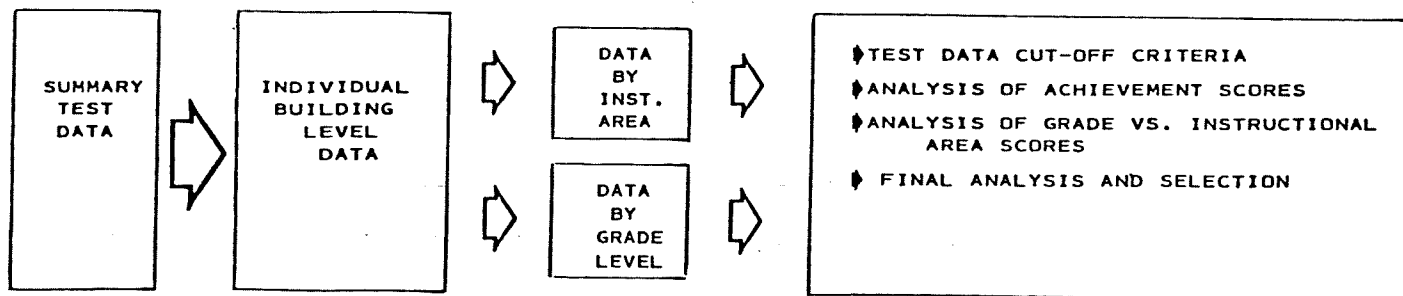 SUMMARY
TEST
DATA
INDIVIDUAL
BUILDING
LEVEL
DATA
DATA
BY
INST.
AREA
DATA
BY
GRADE
LEVEL
TEST DATA CUT-OFF CRITERIA
ANALYSIS OF ACHIEVEMENT SCORES
ANALYSIS OF GRADE VS. INSTRUCTIONAL
AREA SCORES
FINAL ANALYSIS AND SELECTION